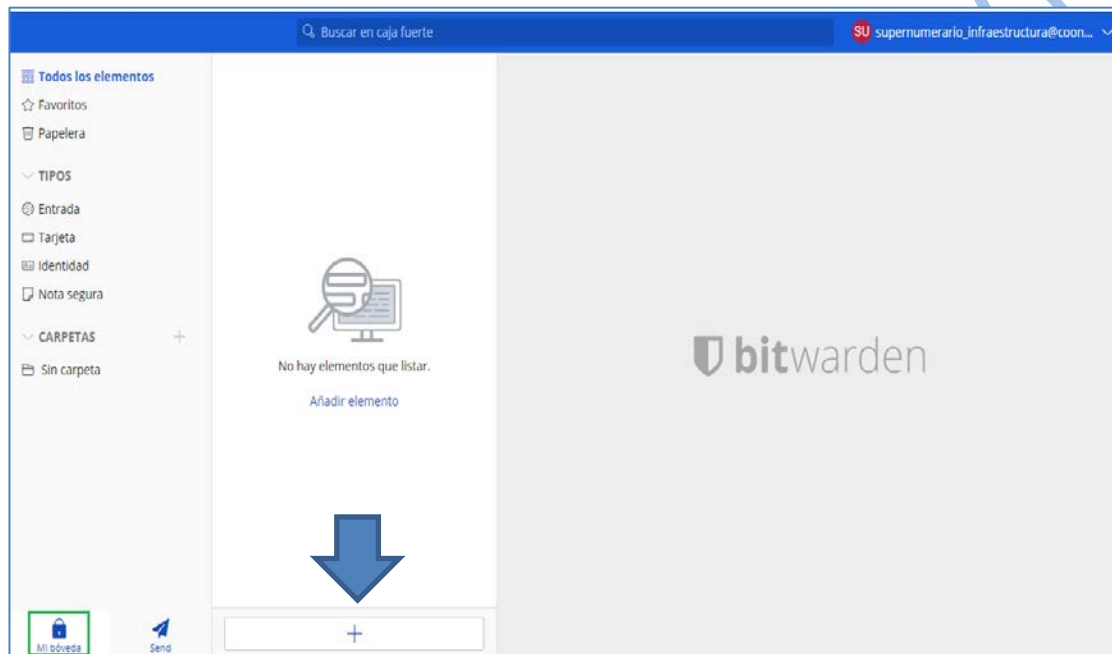 Buscar en caja fuerte
SU supernumerario_infraestructura@coon...
Todos los elementos
Favoritos
Papelera
TIPOS
Entrada
Tarjeta
Identidad
Nota segura
CARPETAS +
Sin carpeta
No hay elementos que listar.
Añadir elemento
bitwarden
Mi bóveda
Send
+